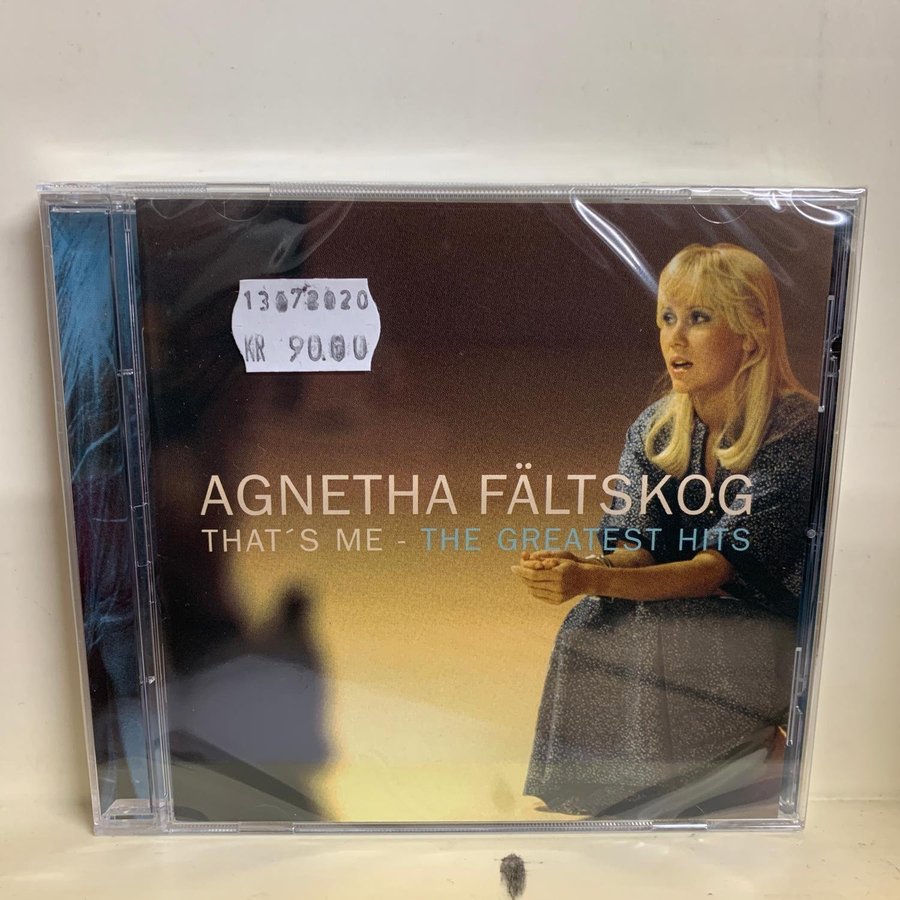 13072020
KR 90.00
AGNETHA FÄLTSKOG
THAT´S ME - THE GREATEST HITS